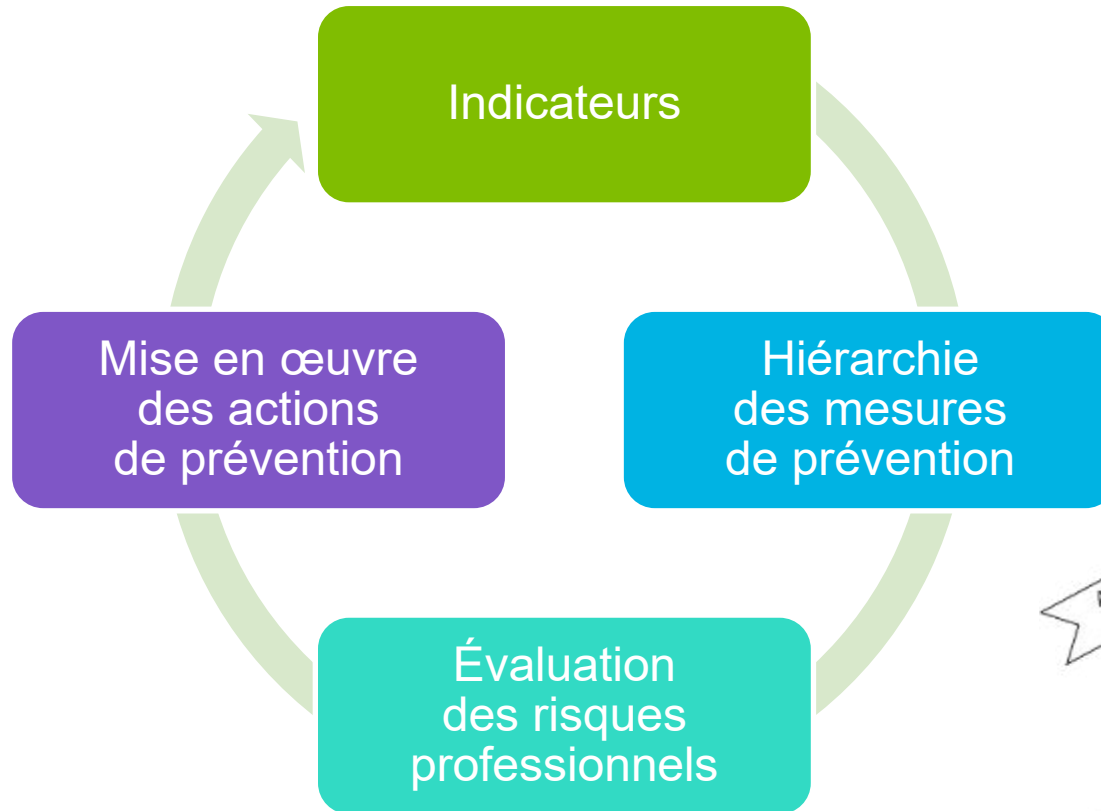 Indicateurs
Hiérarchie
des mesures
de prévention
Évaluation
des risques
professionnels
Mise en œuvre
des actions
de prévention